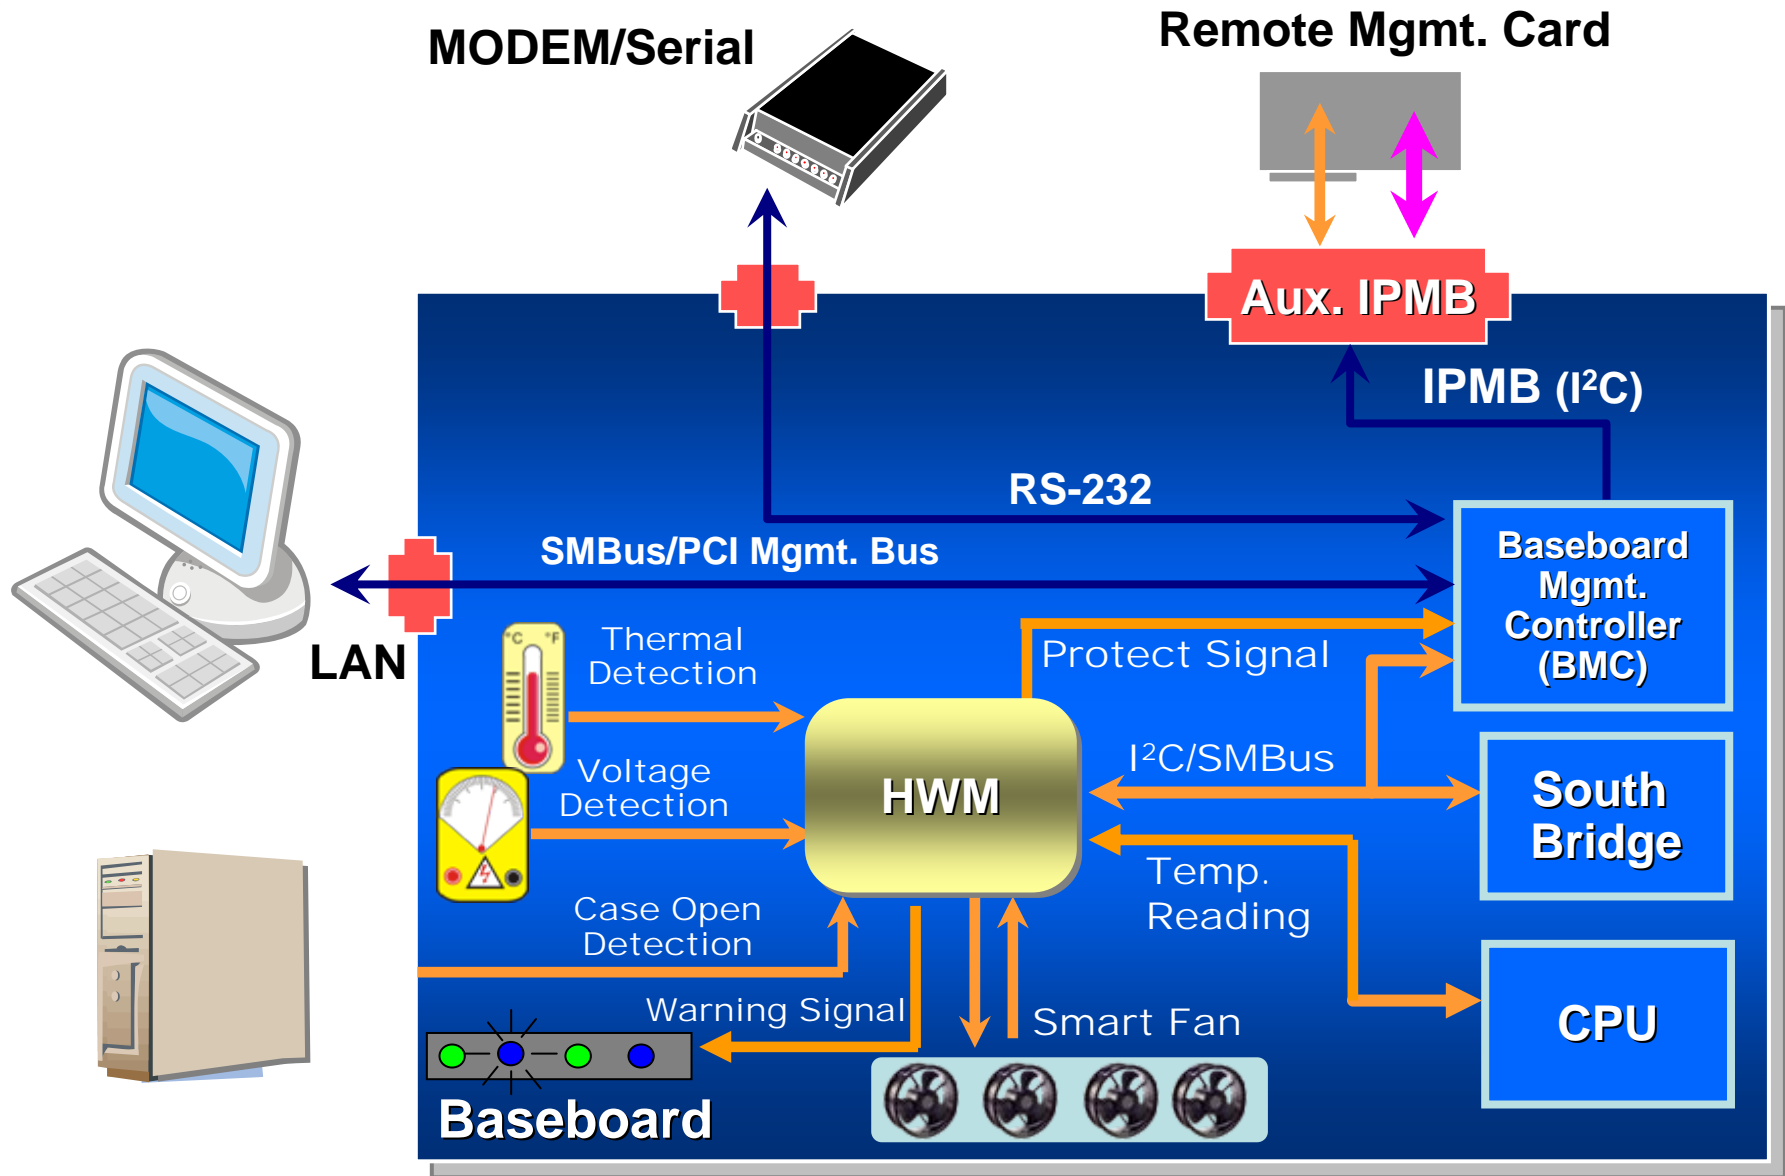 MODEM/Serial
Remote Mgmt. Card
Aux. IPMB
IPMB (I²C)
RS-232
SMBus/PCI Mgmt. Bus
Baseboard
Mgmt.
Controller
(BMC)
LAN
°C °F
Thermal
Detection
Protect Signal
Voltage
Detection
HWM
I²C/SMBus
South
Bridge
Temp.
Reading
Case Open
Detection
Warning Signal
Smart Fan
CPU
Baseboard